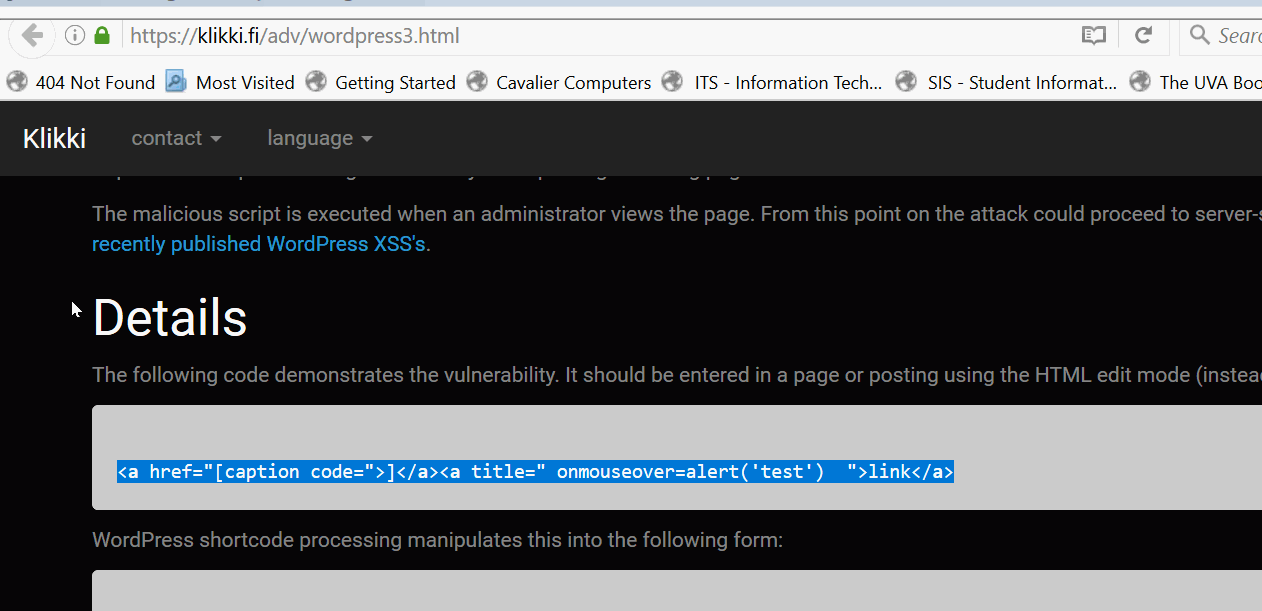 https://klikki.fi/adv/wordpress3.html
Sear
404 Not Found Most Visited Getting Started Cavalier Computers ITS - Information Tech... SIS - Student Informat... The UVA Boo
Klikki contact language
The malicious script is executed when an administrator views the page. From this point on the attack could proceed to server-s
recently published WordPress XSS's.
Details
The following code demonstrates the vulnerability. It should be entered in a page or posting using the HTML edit mode (instea
<a href="[caption code=">]</a><a title=" onmouseover=alert('test')  ">link</a>
WordPress shortcode processing manipulates this into the following form: